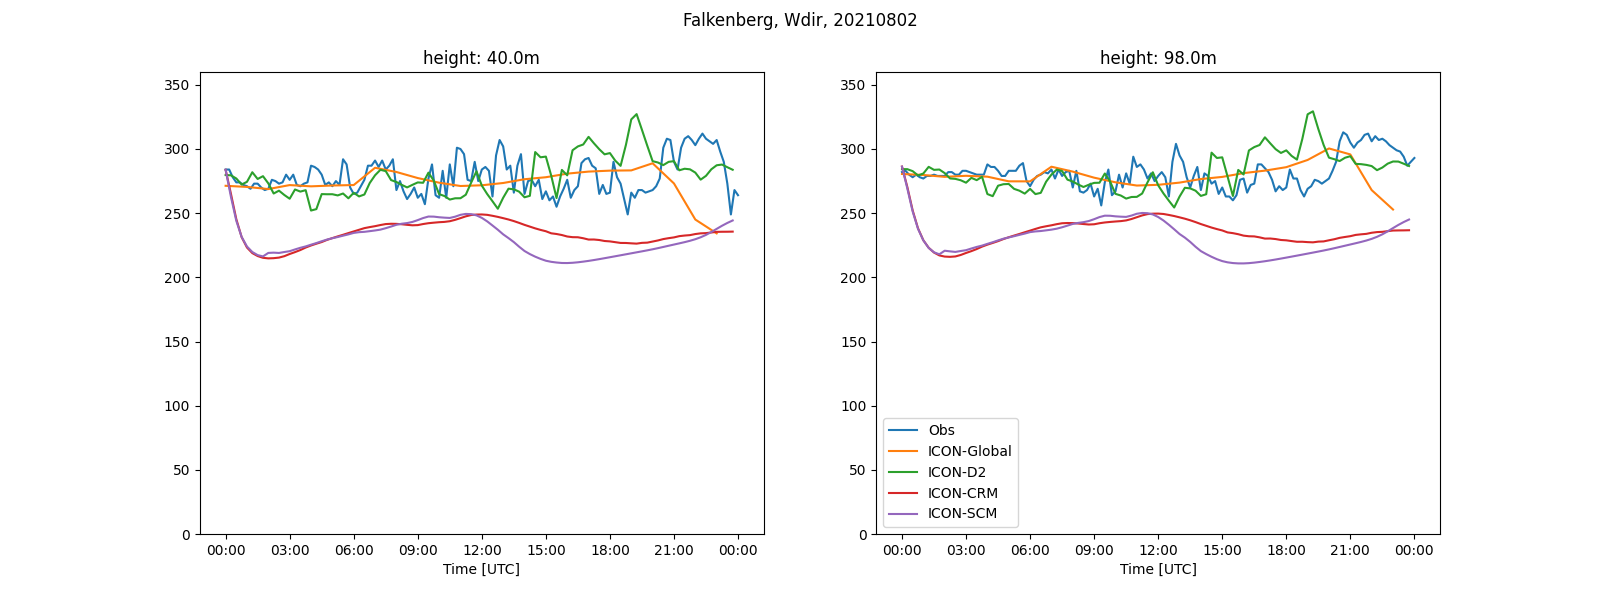 Falkenberg, Wdir, 20210802
height: 40.0m
350
300
250
200
150
100
50
0
00:00 03:00 06:00 09:00 12:00 15:00 18:00 21:00 00:00
Time [UTC]
height: 98.0m
350
300
250
200
150
100
50
0
Obs
ICON-Global
ICON-D2
ICON-CRM
ICON-SCM
00:00 03:00 06:00 09:00 12:00 15:00 18:00 21:00 00:00
Time [UTC]